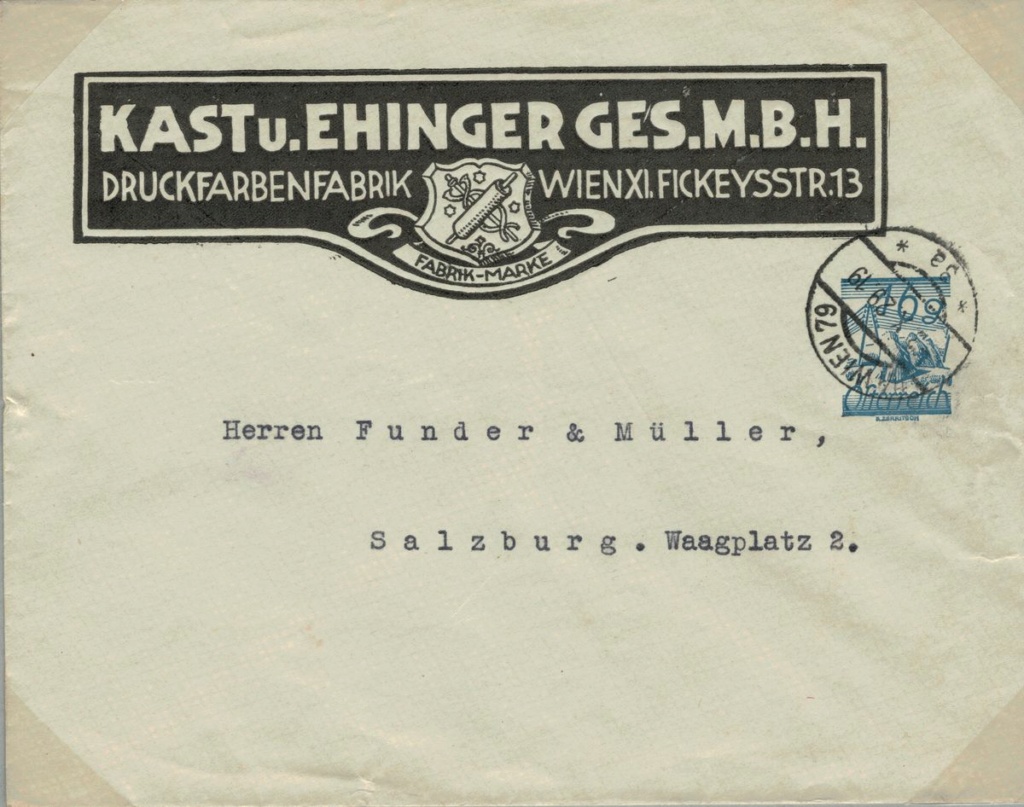 KAST u. EHINGER GES.M.B.H.
DRUCKFARBENFABRIK WIEN XI. FICKEYSSTR.13
FABRIK-MARKE
WIEN 79
16g
Österreich
Herren Funder & Müller,
Salzburg. Waagplatz 2.